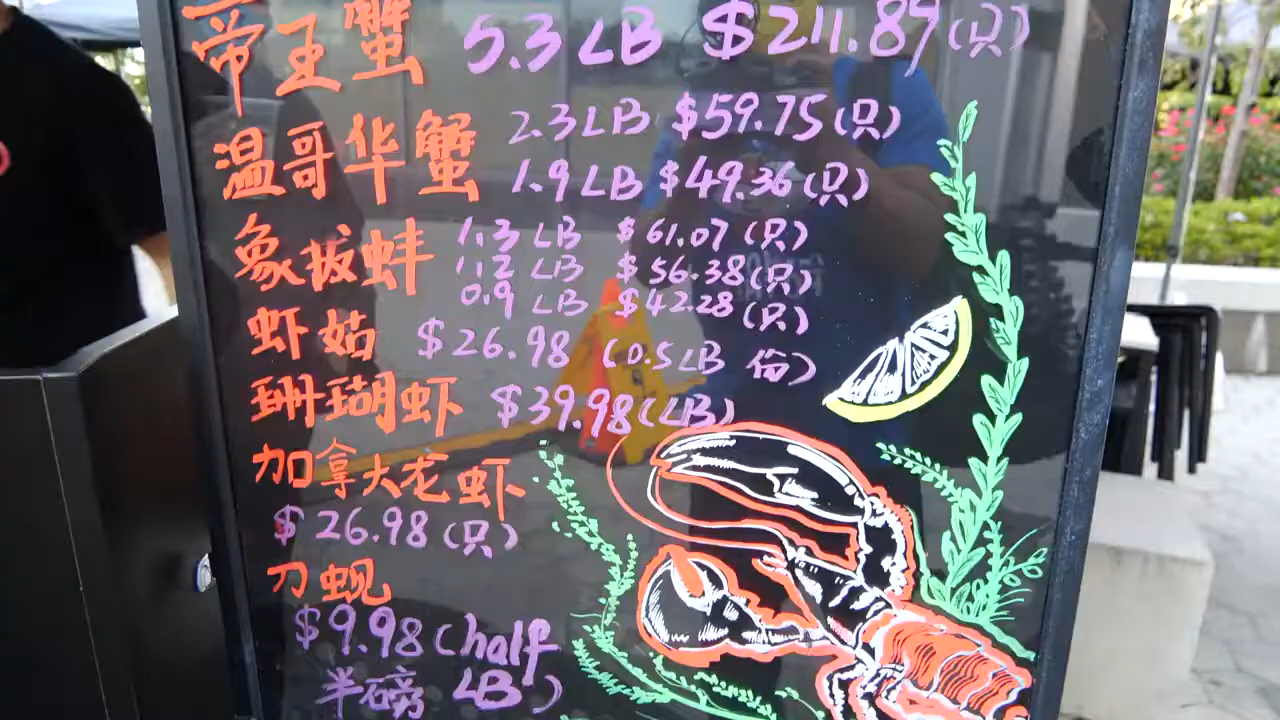 帝王蟹 5.3LB $211.89(只)
温哥华蟹 2.3LB $59.75(只)
1.9LB $49.36(只)
象拔蚌 1.3LB $61.07(只)
1.2LB $56.38(只)
0.9LB $42.28(只)
虾菇 $26.98 (0.5LB 份)
珊瑚虾 $39.98(LB)
加拿大龙虾
$26.98(只)
刀蚬
$9.98(half
半磅 LB)